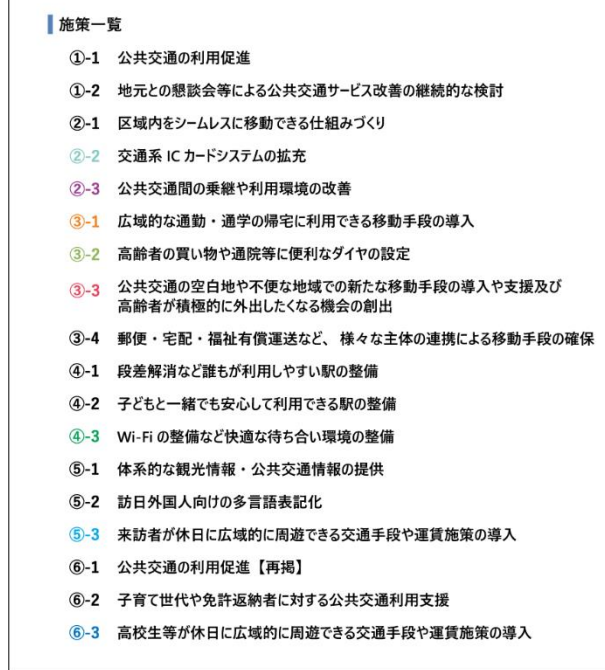 施策一覧
①-1 公共交通の利用促進
①-2 地元との懇談会等による公共交通サービス改善の継続的な検討
②-1 区域内をシームレスに移動できる仕組みづくり
②-2 交通系 IC カードシステムの拡充
②-3 公共交通間の乗継や利用環境の改善
③-1 広域的な通勤・通学の帰宅に利用できる移動手段の導入
③-2 高齢者の買い物や通院等に便利なダイヤの設定
③-3 公共交通の空白地や不便な地域での新たな移動手段の導入や支援及び
高齢者が積極的に外出したくなる機会の創出
③-4 郵便・宅配・福祉有償運送など、様々な主体の連携による移動手段の確保
④-1 段差解消など誰もが利用しやすい駅の整備
④-2 子どもと一緒でも安心して利用できる駅の整備
④-3 Wi-Fi の整備など快適な待ち合い環境の整備
⑤-1 体系的な観光情報・公共交通情報の提供
⑤-2 訪日外国人向けの多言語表記化
⑤-3 来訪者が休日に広域的に周遊できる交通手段や運賃施策の導入
⑥-1 公共交通の利用促進【再掲】
⑥-2 子育て世代や免許返納者に対する公共交通利用支援
⑥-3 高校生等が休日に広域的に周遊できる交通手段や運賃施策の導入